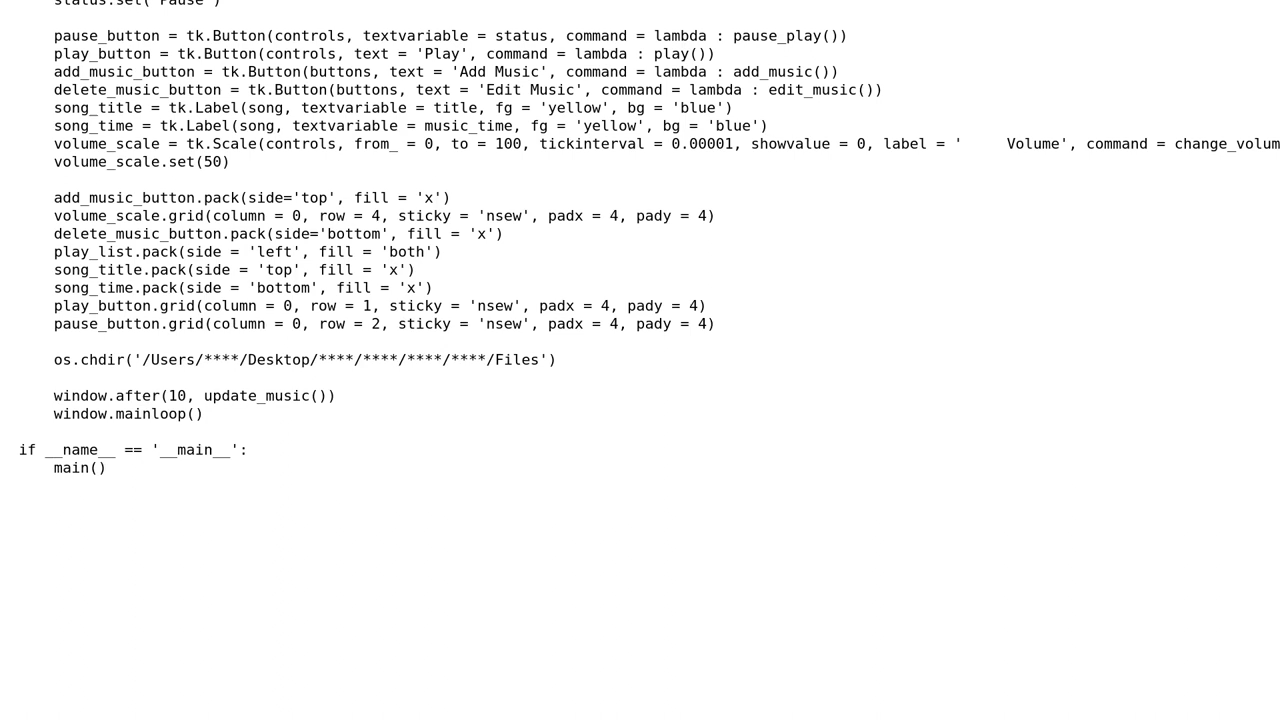 status.set('Pause')
pause_button = tk.Button(controls, textvariable = status, command = lambda : pause_play())
play_button = tk.Button(controls, text = 'Play', command = lambda : play())
add_music_button = tk.Button(buttons, text = 'Add Music', command = lambda : add_music())
delete_music_button = tk.Button(buttons, text = 'Edit Music', command = lambda : edit_music())
song_title = tk.Label(song, textvariable = title, fg = 'yellow', bg = 'blue')
song_time = tk.Label(song, textvariable = music_time, fg = 'yellow', bg = 'blue')
volume_scale = tk.Scale(controls, from_ = 0, to = 100, tickinterval = 0.00001, showvalue = 0, label = '     Volume', command = change_volum
volume_scale.set(50)
add_music_button.pack(side='top', fill = 'x')
volume_scale.grid(column = 0, row = 4, sticky = 'nsew', padx = 4, pady = 4)
delete_music_button.pack(side='bottom', fill = 'x')
play_list.pack(side = 'left', fill = 'both')
song_title.pack(side = 'top', fill = 'x')
song_time.pack(side = 'bottom', fill = 'x')
play_button.grid(column = 0, row = 1, sticky = 'nsew', padx = 4, pady = 4)
pause_button.grid(column = 0, row = 2, sticky = 'nsew', padx = 4, pady = 4)
os.chdir('/Users/****/Desktop/****/****/****/****/Files')
window.after(10, update_music())
window.mainloop()
if __name__ == '__main__':
main()